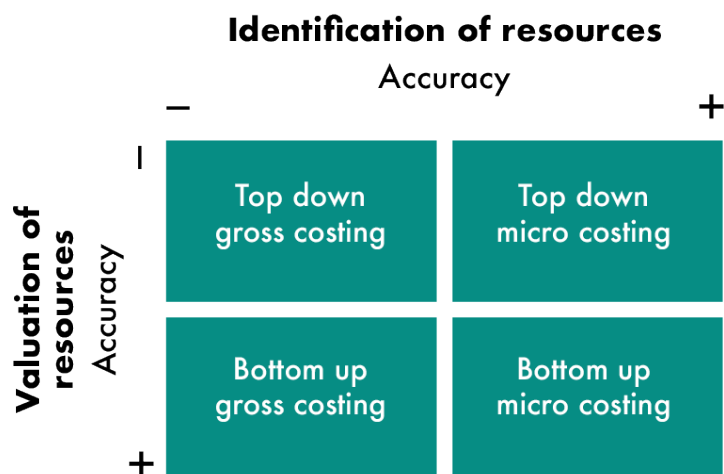 Identification of resources
Accuracy
– +
–
Top down
gross costing
Top down
micro costing
Valuation of
resources
Accuracy
Bottom up
gross costing
Bottom up
micro costing
+